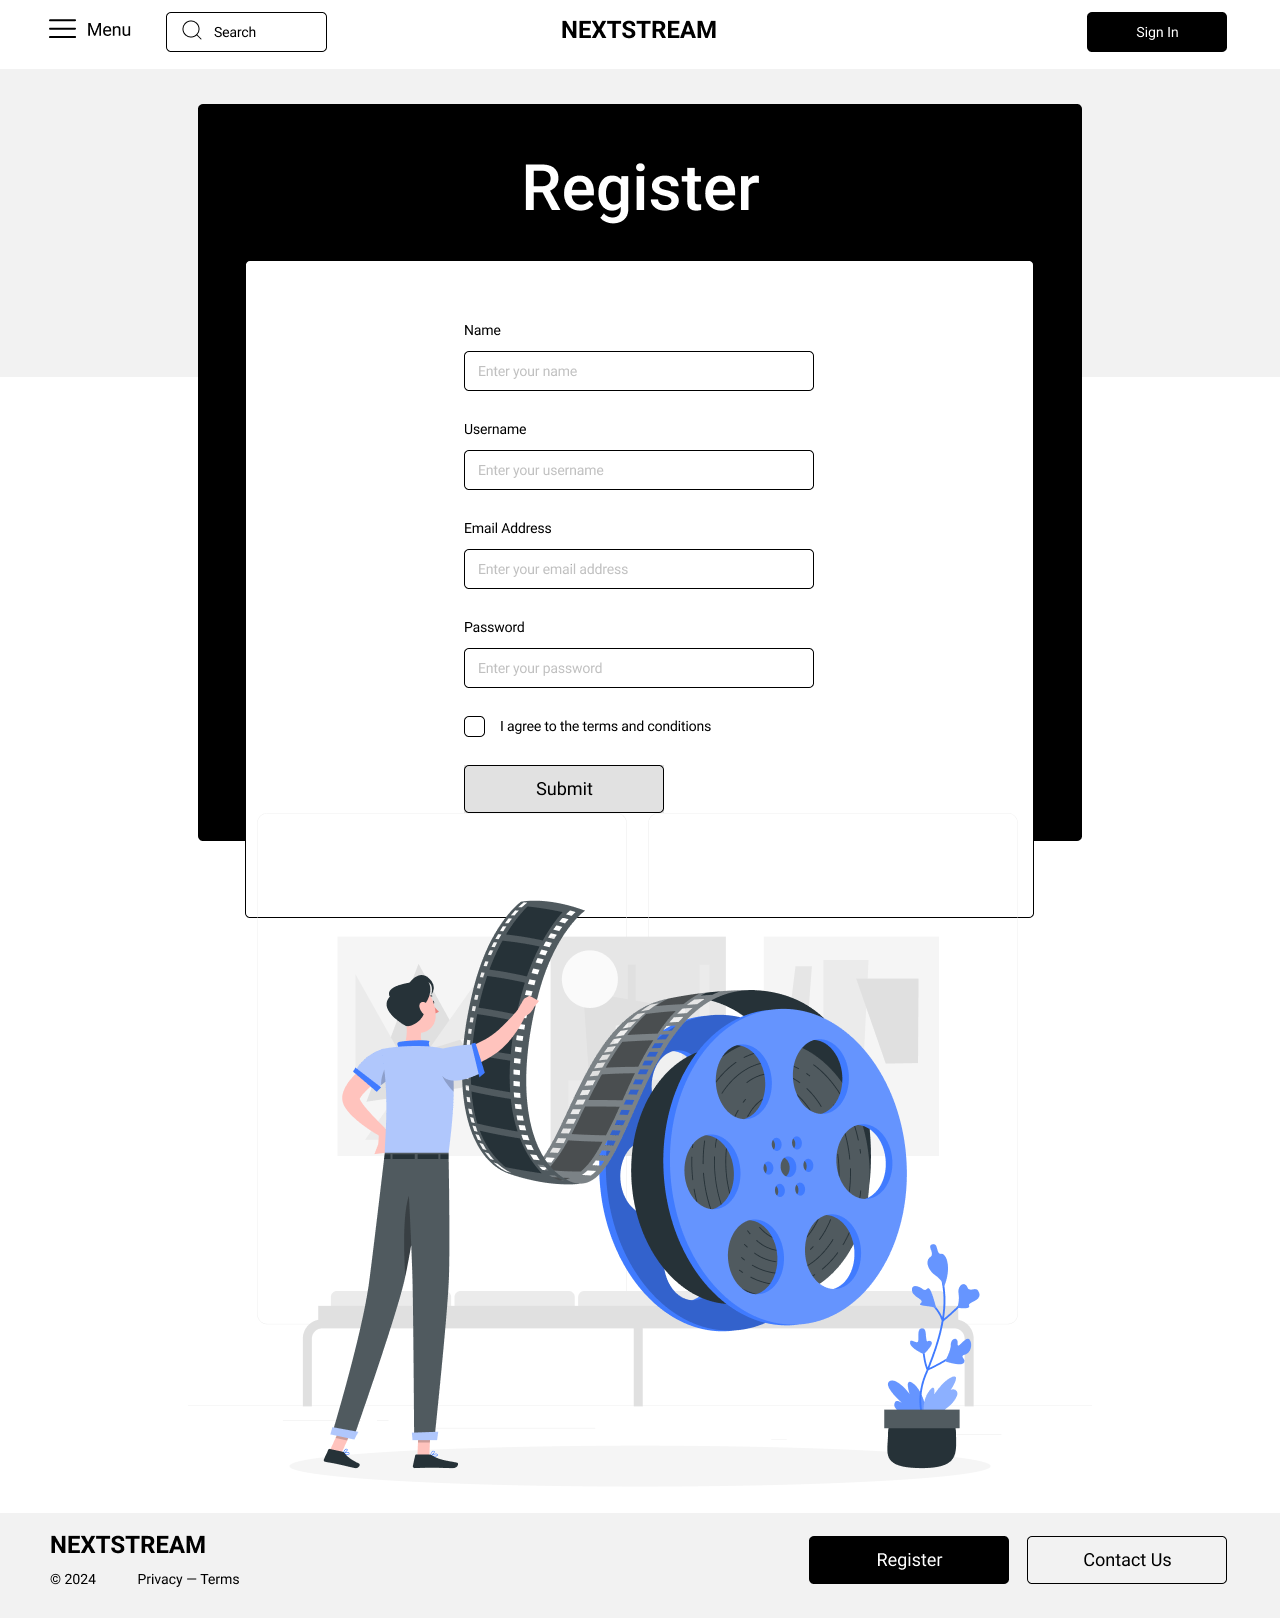 Menu
Search
NEXTSTREAM
Sign In
Register
Name
Enter your name
Username
Enter your username
Email Address
Enter your email address
Password
Enter your password
I agree to the terms and conditions
Submit
NEXTSTREAM
© 2024
Privacy — Terms
Register
Contact Us